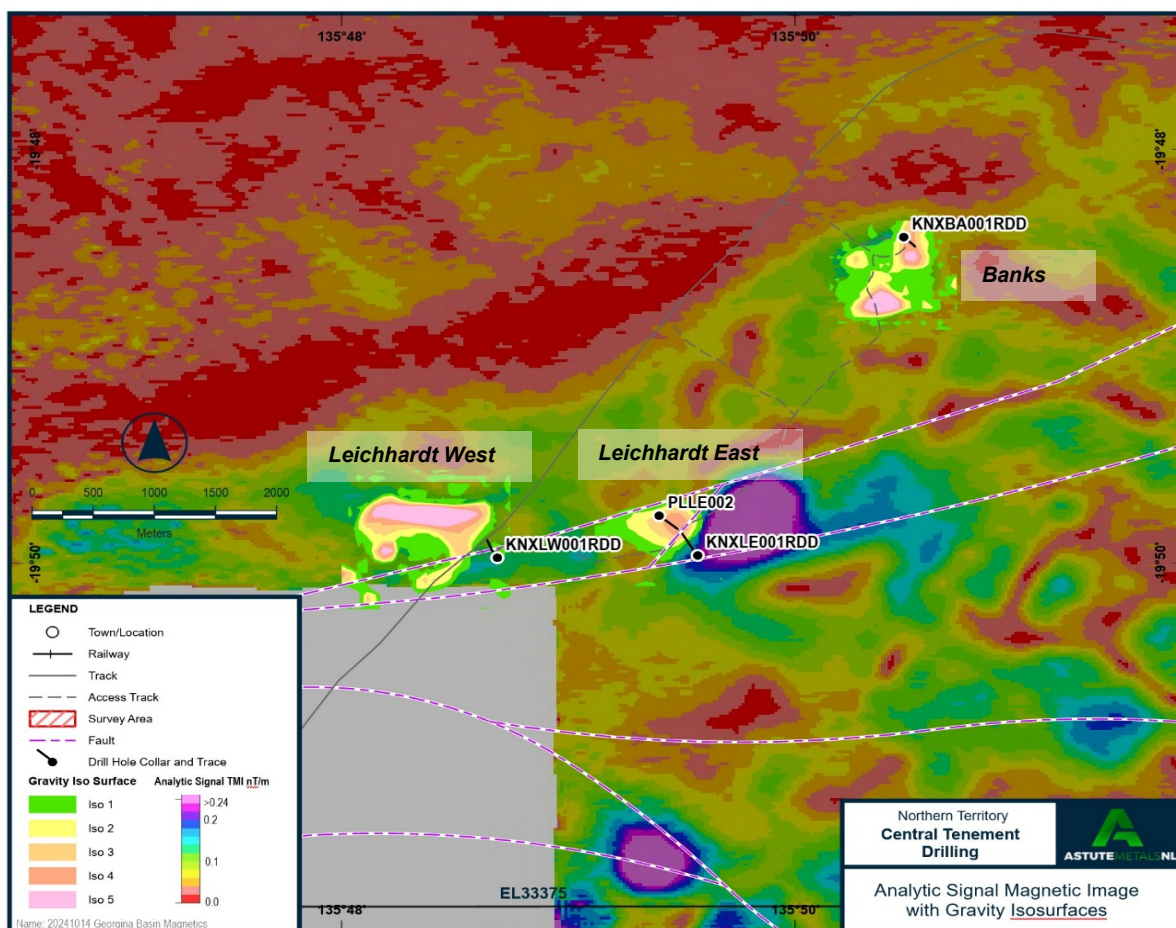 135°48'
135°50'
-19°48'
-19°48'
KNXBA001RDD
Banks
Leichhardt West
Leichhardt East
0 500 1000 1500 2000
Meters
PLLE002
KNXLW001RDD
KNXLE001RDD
-19°50'
-19°50'
LEGEND
Town/Location
Railway
Track
Access Track
Survey Area
Fault
Drill Hole Collar and Trace
Gravity Iso Surface
Iso 1
Iso 2
Iso 3
Iso 4
Iso 5
Analytic Signal TMI nT/m
>0.24
0.2
0.1
0.0
Name: 20241014 Georgina Basin Magnetics
EL33375
135°48'
135°50'
Northern Territory
Central Tenement
Drilling
ASTUTEMETALSNL
Analytic Signal Magnetic Image
with Gravity Isosurfaces